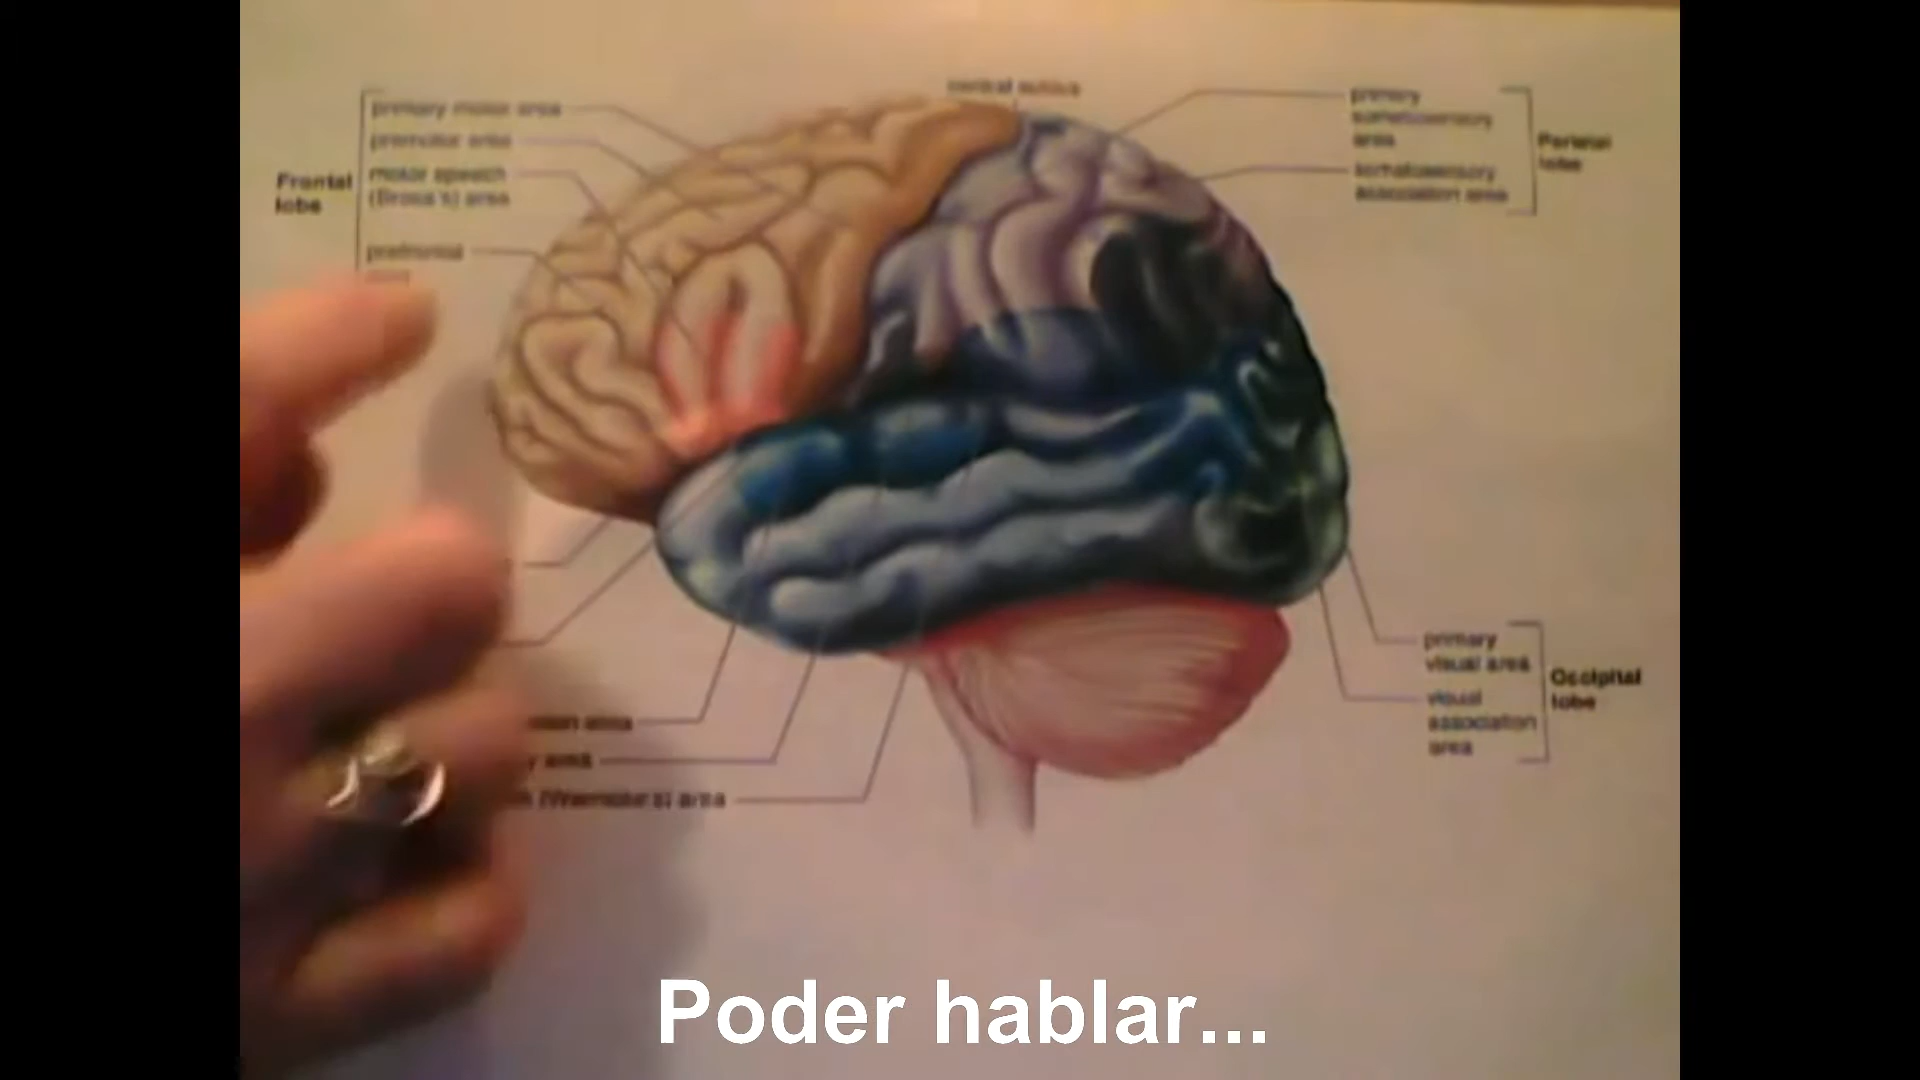 central sulcus
primary motor area
premotor area
motor speech
(Broca's) area
prefrontal
Frontal
lobe
primary
somatosensory
area
somatosensory
association area
Parietal
lobe
primary
visual area
visual
association
area
Occipital
lobe
area
area
(Wernicke's) area
Poder hablar...